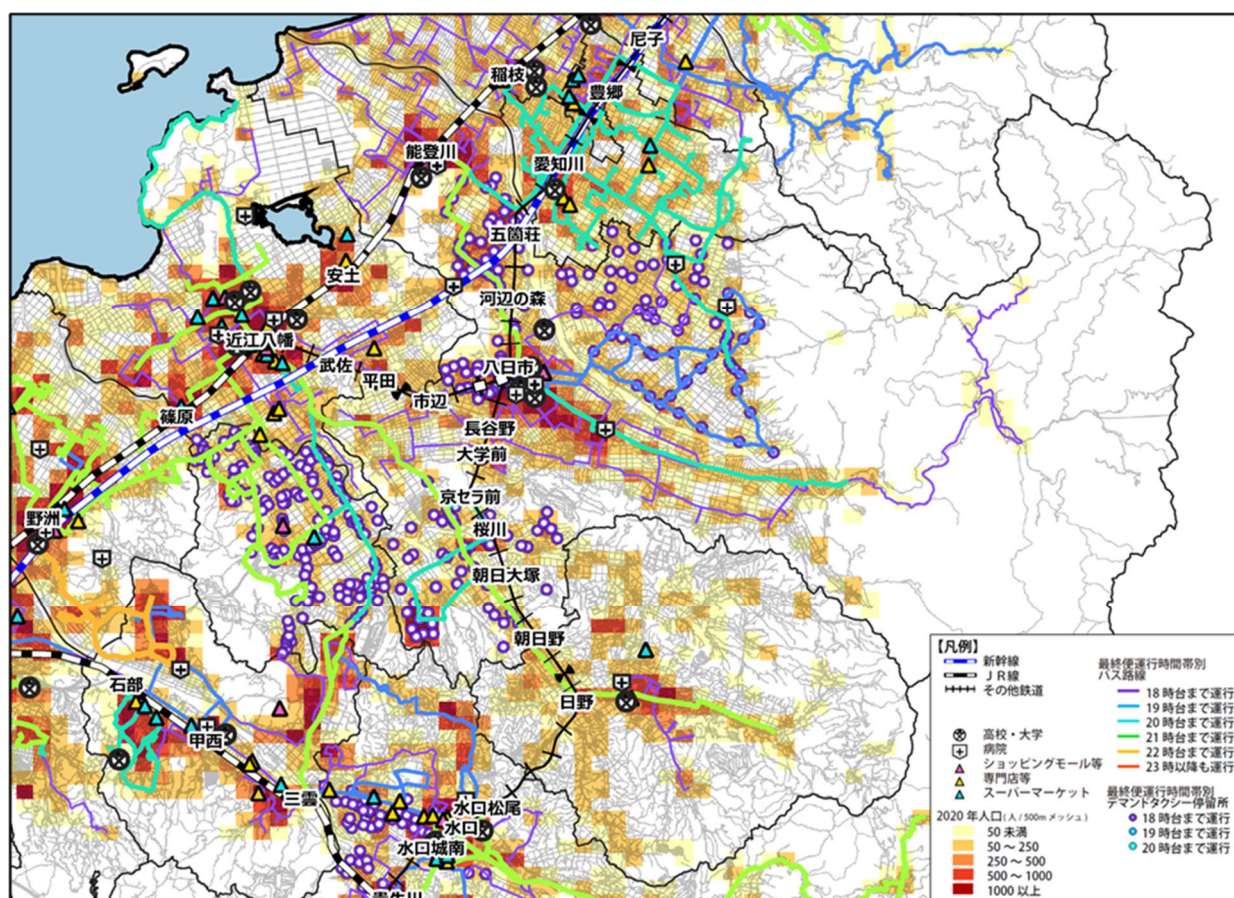 尼子
稲枝
豊郷
能登川
愛知川
五箇荘
安土
河辺の森
近江八幡
武佐
平田
八日市
市辺
篠原
長谷野
大学前
京セラ前
野洲
桜川
朝日大塚
朝日野
石部
日野
甲西
三雲
水口松尾
水口
水口城南
貴生川
【凡例】
新幹線
JR線
その他鉄道
高校・大学
病院
ショッピングモール等
専門店等
スーパーマーケット
2020年人口(人/500mメッシュ)
50未満
50～250
250～500
500～1000
1000以上
最終便運行時間帯別
バス路線
18時台まで運行
19時台まで運行
20時台まで運行
21時台まで運行
22時台まで運行
23時以降も運行
最終便運行時間帯別
デマンドタクシー停留所
18時台まで運行
19時台まで運行
20時台まで運行